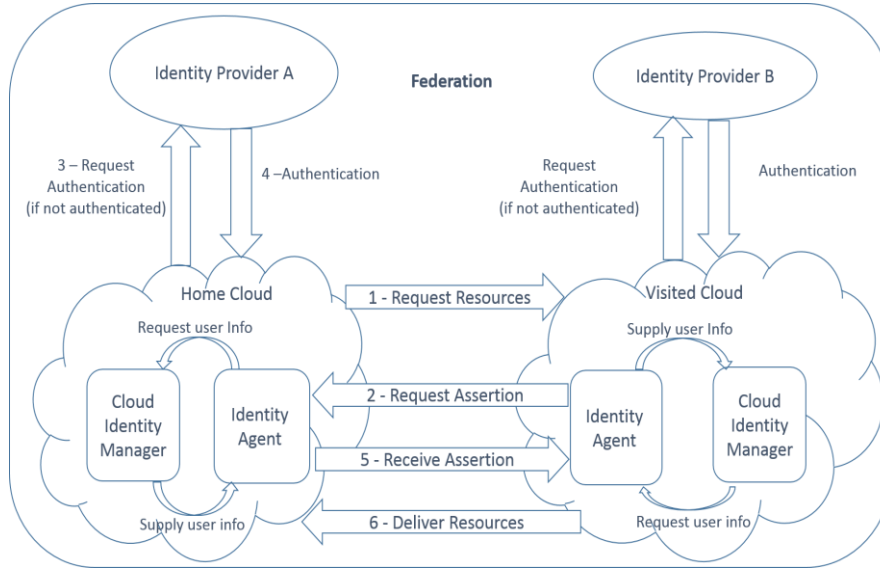 Identity Provider A
Federation
Identity Provider B
3 – Request
Authentication
(if not authenticated)
4 –Authentication
Request
Authentication
(if not authenticated)
Authentication
Home Cloud
1 - Request Resources
Visited Cloud
Request user Info
Supply user Info
Cloud
Identity
Manager
Identity
Agent
2 - Request Assertion
Identity
Agent
Cloud
Identity
Manager
5 - Receive Assertion
Supply user info
6 - Deliver Resources
Request user info